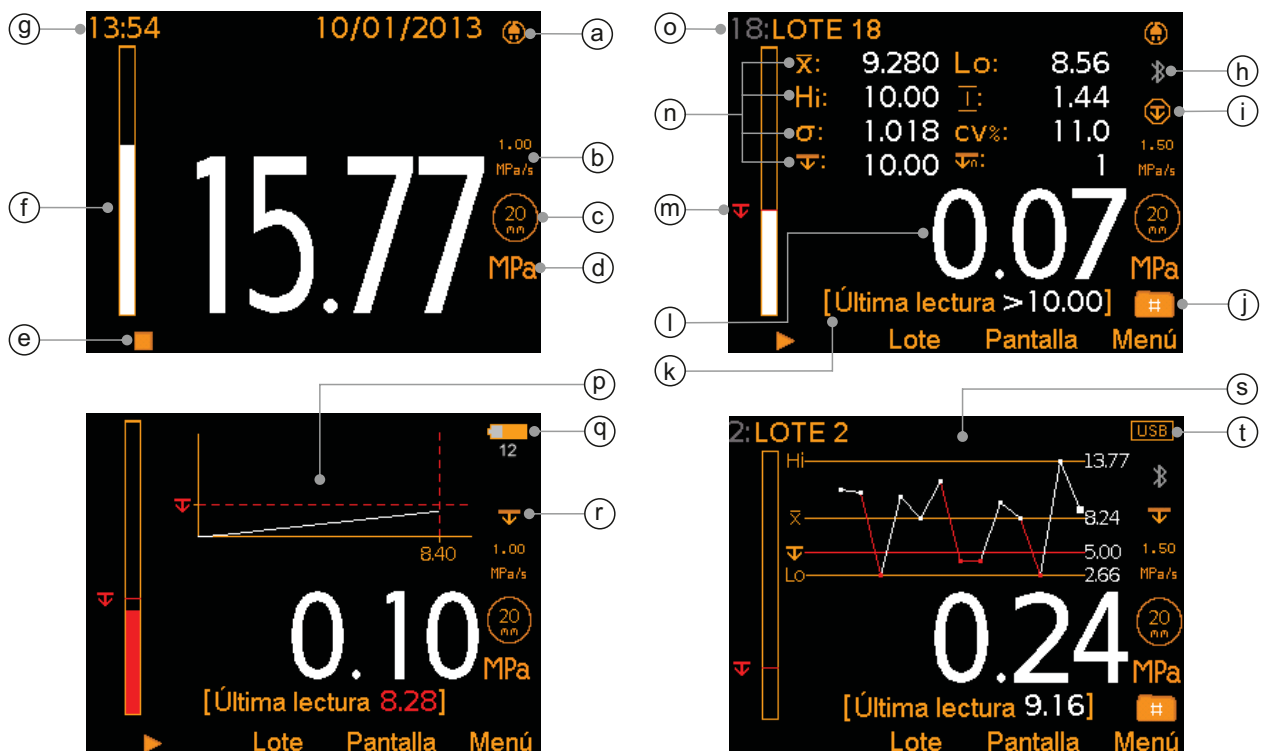 g 13:54 10/01/2013 a
1.00 b
MPa/s
f 15.77 20 c
mm
MPa d
e
o 18:LOTE 18
x̅: 9.280 Lo: 8.56 h
n Hi: 10.00 I̅: 1.44 i
σ: 1.018 cv%: 11.0 1.50
: 10.00 n: 1 MPa/s
m 20
mm
l 0.07 MPa
[Última lectura >10.00] # j
k Lote Pantalla Menú
p q
12
r
8.40 1.00
MPa/s
0.10 20
mm
MPa
[Última lectura 8.28]
Lote Pantalla Menú
s
2:LOTE 2 USB t
Hi 13.77
x̅ 8.24
5.00 1.50
Lo 2.66 MPa/s
0.24 20
mm
MPa
[Última lectura 9.16] #
Lote Pantalla Menú